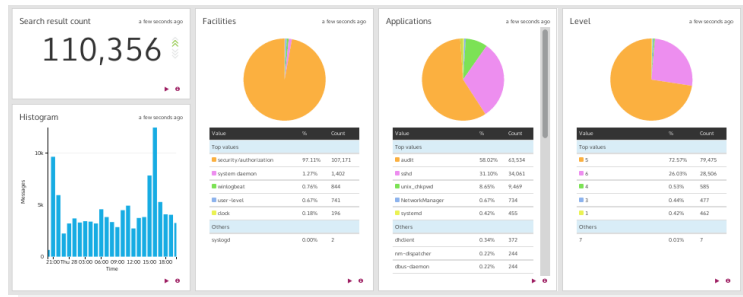 Search result count a few seconds ago
110,356
Histogram a few seconds ago
10k
5k
0
Messages
21:00 Thu 28 03:00 06:00 09:00 12:00 15:00 18:00
Time
Facilities a few seconds ago
Value % Count
Top values
security/authorization 97.11% 107,171
system daemon 1.27% 1,402
winlogbeat 0.76% 844
user-level 0.67% 741
clock 0.18% 196
Others
syslogd 0.00% 2
Applications a few seconds ago
Value % Count
Top values
audit 58.02% 63,534
sshd 31.10% 34,061
unix_chkpwd 8.65% 9,469
NetworkManager 0.67% 734
systemd 0.42% 455
Others
dhclient 0.34% 372
nm-dispatcher 0.22% 244
dbus-daemon 0.22% 244
Level a few seconds ago
Value % Count
Top values
5 72.57% 79,475
6 26.03% 28,506
4 0.53% 585
3 0.44% 477
1 0.42% 462
Others
7 0.01% 7